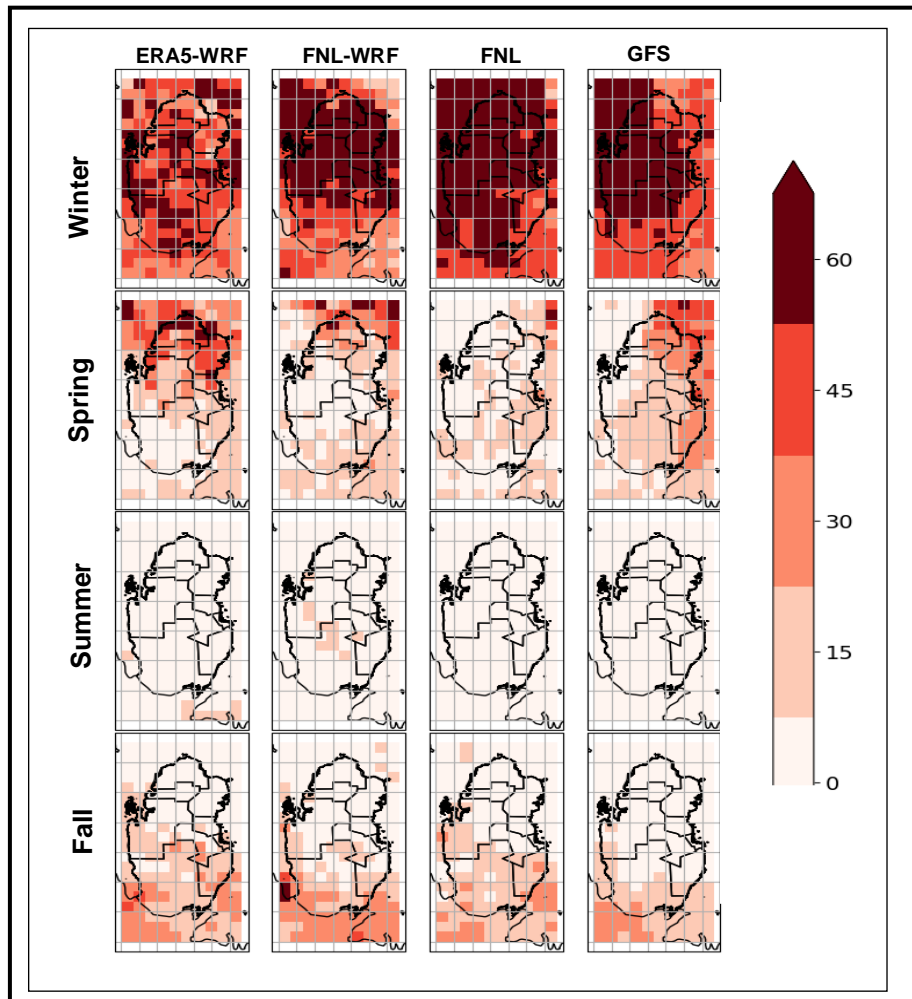 ERA5-WRF FNL-WRF FNL GFS
Winter
Spring
Summer
Fall
60
45
30
15
0